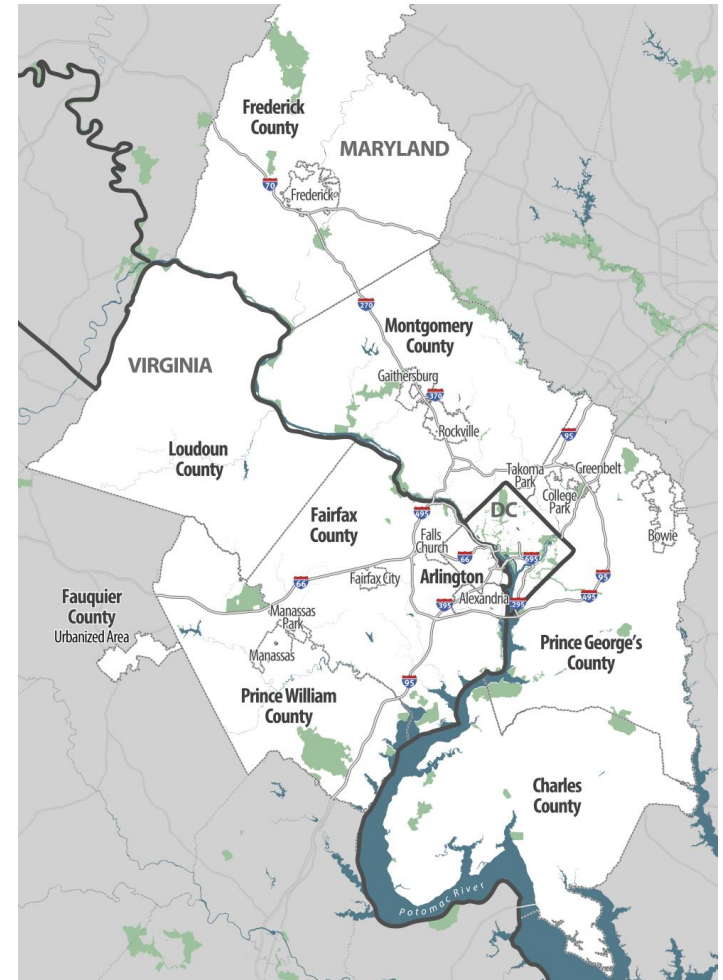 Frederick
County
MARYLAND
70
Frederick
270
Montgomery
County
VIRGINIA
Gaithersburg
370
Rockville
95
Loudoun
County
Takoma
Park
Greenbelt
College
Park
DC
Bowie
Fairfax
County
495
Falls
Church
66
695
Arlington
Fairfax City
66
95
495
395
Alexandria
295
Fauquier
County
Urbanized Area
Manassas
Park
Manassas
Prince George's
County
95
Prince William
County
Charles
County
Potomac River